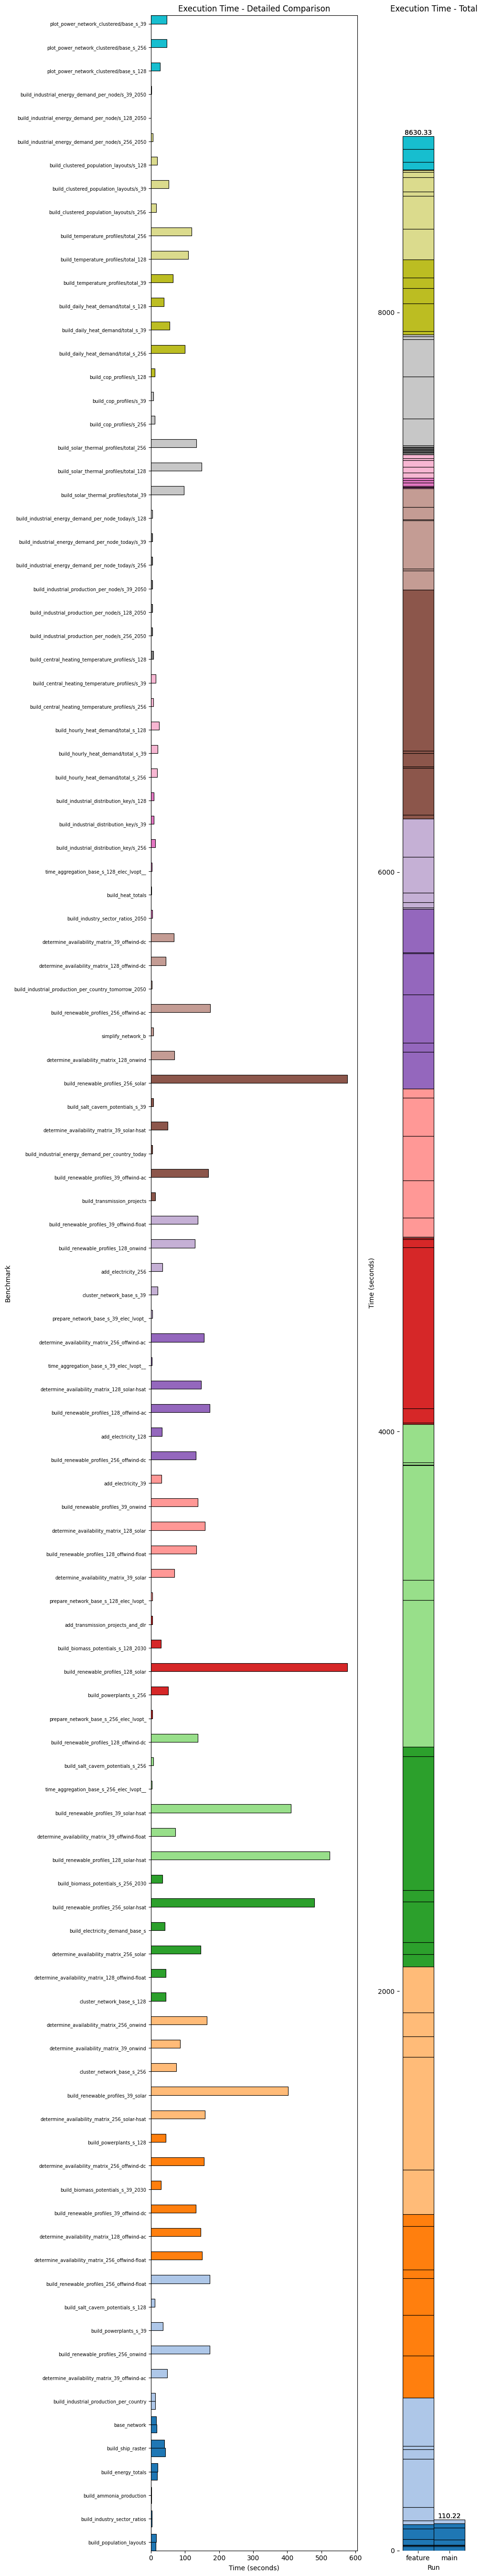 Execution Time - Detailed Comparison
plot_power_network_clustered/base_s_39
plot_power_network_clustered/base_s_256
plot_power_network_clustered/base_s_128
build_industrial_energy_demand_per_node/s_39_2050
build_industrial_energy_demand_per_node/s_128_2050
build_industrial_energy_demand_per_node/s_256_2050
build_clustered_population_layouts/s_128
build_clustered_population_layouts/s_39
build_clustered_population_layouts/s_256
build_temperature_profiles/total_256
build_temperature_profiles/total_128
build_temperature_profiles/total_39
build_daily_heat_demand/total_s_128
build_daily_heat_demand/total_s_39
build_daily_heat_demand/total_s_256
build_cop_profiles/s_128
build_cop_profiles/s_39
build_cop_profiles/s_256
build_solar_thermal_profiles/total_256
build_solar_thermal_profiles/total_128
build_solar_thermal_profiles/total_39
build_industrial_energy_demand_per_node_today/s_128
build_industrial_energy_demand_per_node_today/s_39
build_industrial_energy_demand_per_node_today/s_256
build_industrial_production_per_node/s_39_2050
build_industrial_production_per_node/s_128_2050
build_industrial_production_per_node/s_256_2050
build_central_heating_temperature_profiles/s_128
build_central_heating_temperature_profiles/s_39
build_central_heating_temperature_profiles/s_256
build_hourly_heat_demand/total_s_128
build_hourly_heat_demand/total_s_39
build_hourly_heat_demand/total_s_256
build_industrial_distribution_key/s_128
build_industrial_distribution_key/s_39
build_industrial_distribution_key/s_256
time_aggregation_base_s_128_elec_lvopt__
build_heat_totals
build_industry_sector_ratios_2050
determine_availability_matrix_39_offwind-dc
determine_availability_matrix_128_offwind-dc
build_industrial_production_per_country_tomorrow_2050
build_renewable_profiles_256_offwind-ac
simplify_network_b
determine_availability_matrix_128_onwind
build_renewable_profiles_256_solar
build_salt_cavern_potentials_s_39
determine_availability_matrix_39_solar-hsat
build_industrial_energy_demand_per_country_today
build_renewable_profiles_39_offwind-ac
build_transmission_projects
build_renewable_profiles_39_offwind-float
build_renewable_profiles_128_onwind
add_electricity_256
cluster_network_base_s_39
prepare_network_base_s_39_elec_lvopt_
determine_availability_matrix_256_offwind-ac
time_aggregation_base_s_39_elec_lvopt__
determine_availability_matrix_128_solar-hsat
build_renewable_profiles_128_offwind-ac
add_electricity_128
build_renewable_profiles_256_offwind-dc
add_electricity_39
build_renewable_profiles_39_onwind
determine_availability_matrix_128_solar
build_renewable_profiles_128_offwind-float
determine_availability_matrix_39_solar
prepare_network_base_s_128_elec_lvopt_
add_transmission_projects_and_dlr
build_biomass_potentials_s_128_2030
build_renewable_profiles_128_solar
build_powerplants_s_256
prepare_network_base_s_256_elec_lvopt_
build_renewable_profiles_128_offwind-dc
build_salt_cavern_potentials_s_256
time_aggregation_base_s_256_elec_lvopt__
build_renewable_profiles_39_solar-hsat
determine_availability_matrix_39_offwind-float
build_renewable_profiles_128_solar-hsat
build_biomass_potentials_s_256_2030
build_renewable_profiles_256_solar-hsat
build_electricity_demand_base_s
determine_availability_matrix_256_solar
determine_availability_matrix_128_offwind-float
cluster_network_base_s_128
determine_availability_matrix_256_onwind
determine_availability_matrix_39_onwind
cluster_network_base_s_256
build_renewable_profiles_39_solar
determine_availability_matrix_256_solar-hsat
build_powerplants_s_128
determine_availability_matrix_256_offwind-dc
build_biomass_potentials_s_39_2030
build_renewable_profiles_39_offwind-dc
determine_availability_matrix_128_offwind-ac
determine_availability_matrix_256_offwind-float
build_renewable_profiles_256_offwind-float
build_salt_cavern_potentials_s_128
build_powerplants_s_39
build_renewable_profiles_256_onwind
determine_availability_matrix_39_offwind-ac
build_industrial_production_per_country
base_network
build_ship_raster
build_energy_totals
build_ammonia_production
build_industry_sector_ratios
build_population_layouts
Benchmark
0 100 200 300 400 500 600
Time (seconds)
Execution Time - Total
8630.33
8000
6000
4000
2000
0
Time (seconds)
110.22
feature main
Run